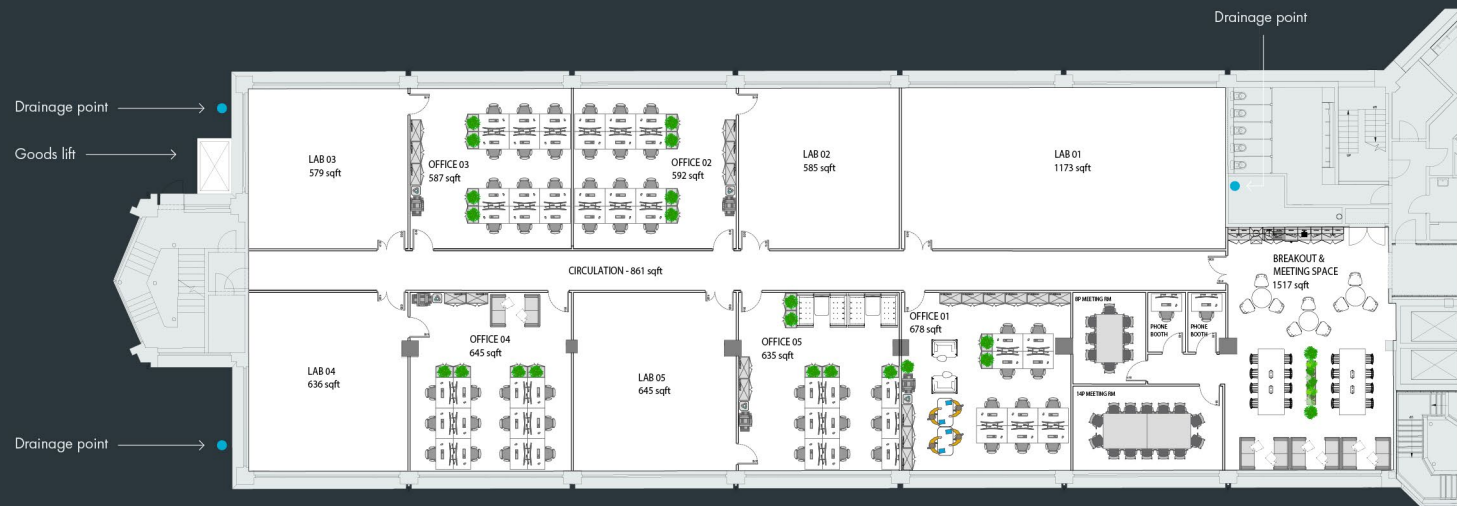 Drainage point
Drainage point
Goods lift
LAB 03
579 sqft
OFFICE 03
587 sqft
OFFICE 02
592 sqft
LAB 02
585 sqft
LAB 01
1173 sqft
CIRCULATION - 861 sqft
BREAKOUT &
MEETING SPACE
1517 sqft
8P MEETING RM
PHONE
BOOTH
PHONE
BOOTH
OFFICE 01
678 sqft
OFFICE 04
645 sqft
OFFICE 05
635 sqft
LAB 04
636 sqft
LAB 05
645 sqft
14P MEETING RM
Drainage point